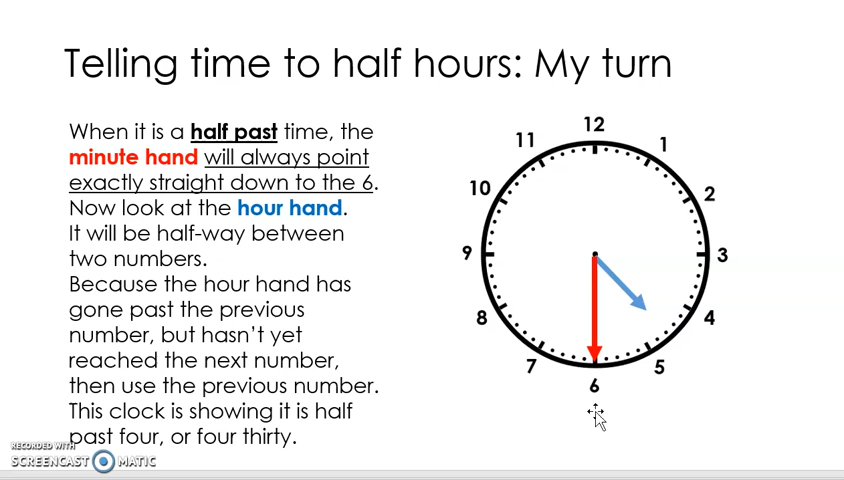 Telling time to half hours: My turn
When it is a half past time, the
minute hand will always point
exactly straight down to the 6.
Now look at the hour hand.
It will be half-way between
two numbers.
Because the hour hand has
gone past the previous
number, but hasn't yet
reached the next number,
then use the previous number.
This clock is showing it is half
past four, or four thirty.
12
1
2
3
4
5
6
7
8
9
10
11
RECORDED WITH
SCREENCAST MATIC